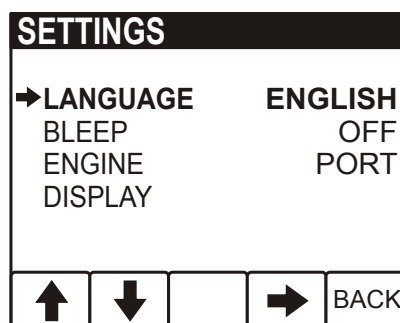 SETTINGS
LANGUAGE ENGLISH
BLEEP OFF
ENGINE PORT
DISPLAY
BACK